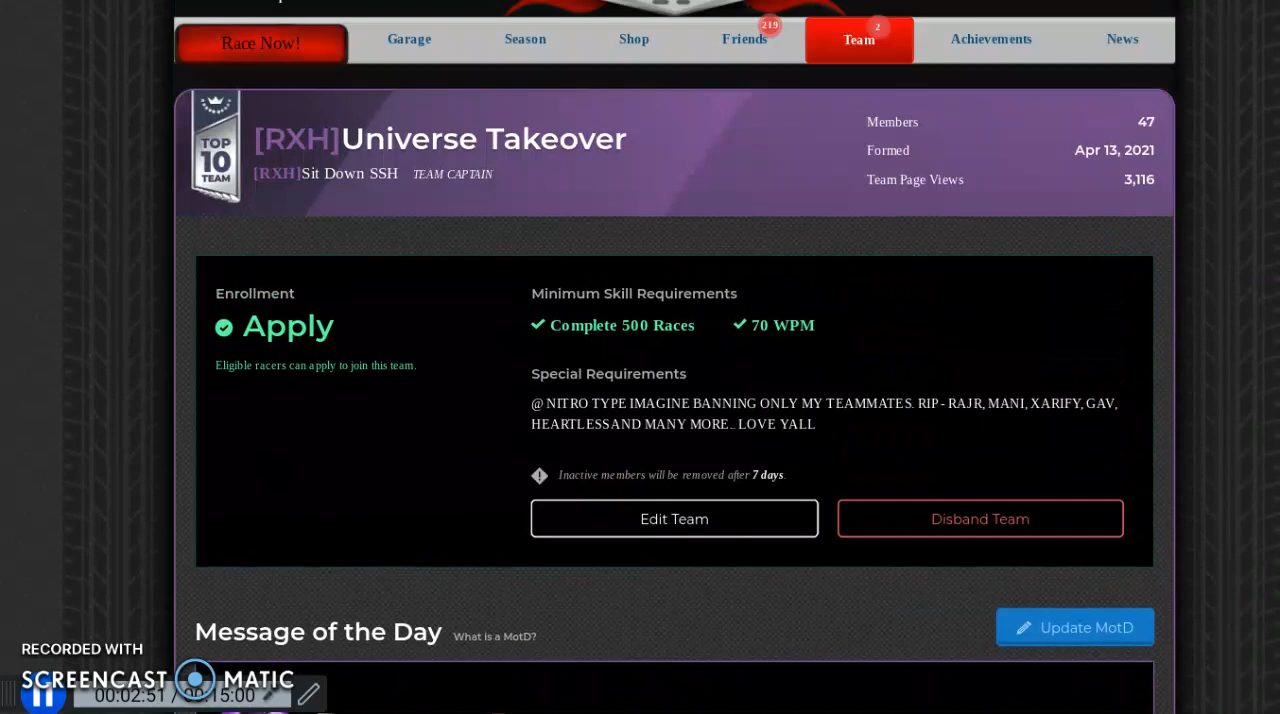 Race Now!
Garage
Season
Shop
Friends
219
Team
2
Achievements
News
TOP
10
TEAM
[RXH]Universe Takeover
[RXH]Sit Down SSH TEAM CAPTAIN
Members 47
Formed Apr 13, 2021
Team Page Views 3,116
Enrollment
Apply
Eligible racers can apply to join this team.
Minimum Skill Requirements
Complete 500 Races 70 WPM
Special Requirements
@ NITRO TYPE IMAGINE BANNING ONLY MY TEAMMATES. RIP - RAJR, MANI, XARIFY, GAV,
HEARTLESSAND MANY MORE.. LOVE YALL
Inactive members will be removed after 7 days.
Edit Team
Disband Team
Message of the Day What is a MotD?
Update MotD
RECORDED WITH
SCREENCAST MATIC
00:02:51 / 00:15:00